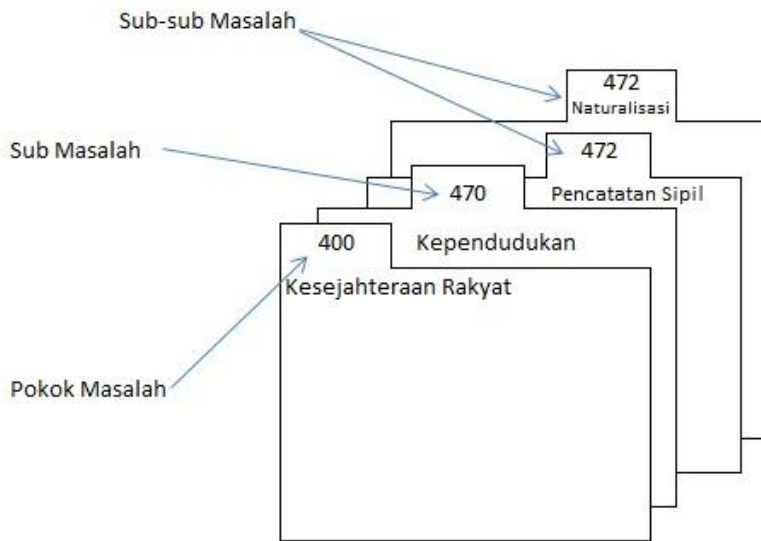 Sub-sub Masalah
472
Naturalisasi
Sub Masalah
472
470
Pencatatan Sipil
400
Kependudukan
Kesejahteraan Rakyat
Pokok Masalah